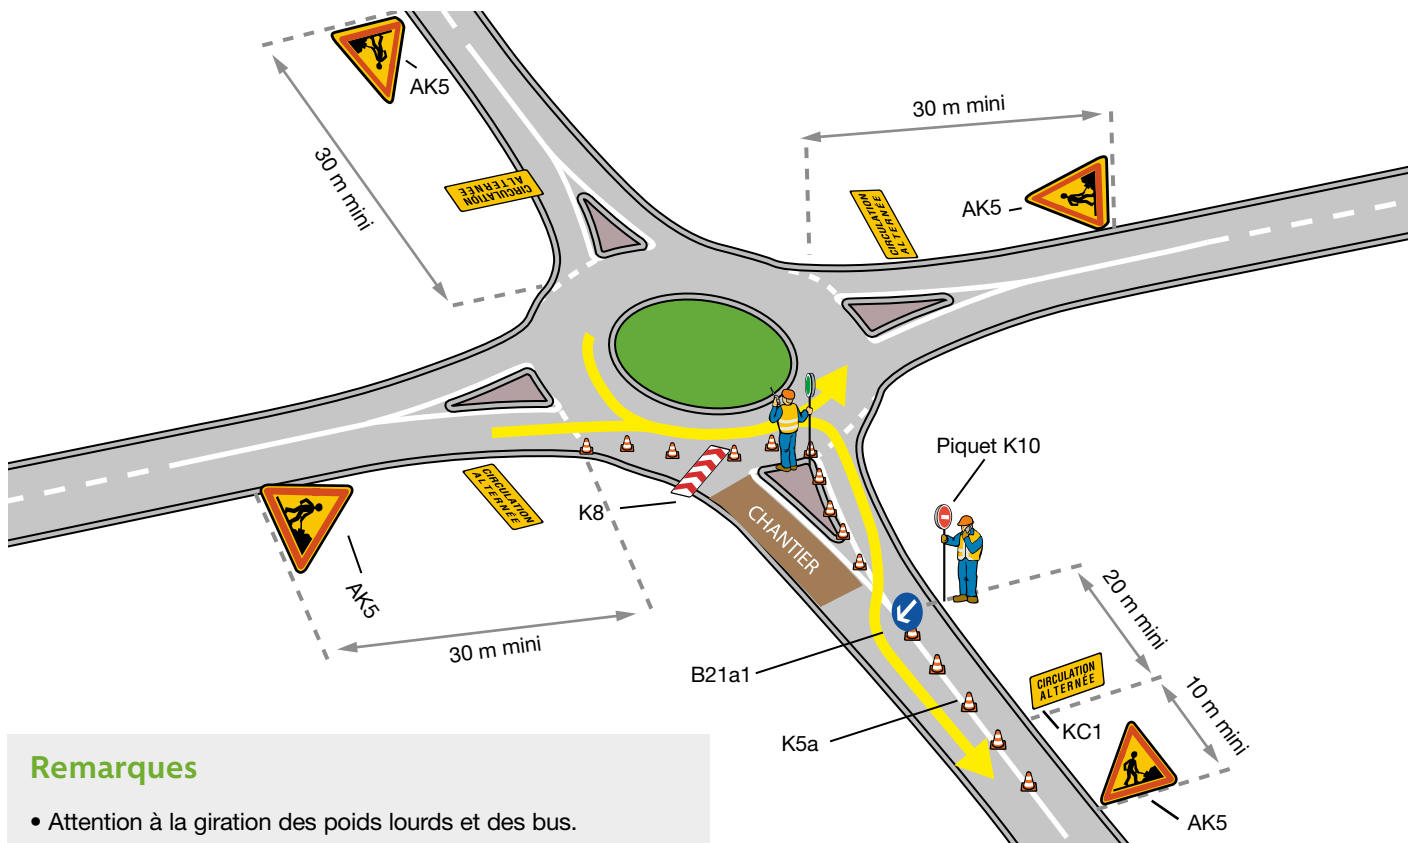 AK5
30 m mini
CIRCULATION
ALTERNÉE
30 m mini
AK5
CIRCULATION
ALTERNÉE
CIRCULATION
ALTERNÉE
AK5
30 m mini
K8
CHANTIER
Piquet K10
20 m mini
10 m mini
CIRCULATION
ALTERNÉE
KC1
AK5
B21a1
K5a
Remarques
• Attention à la giration des poids lourds et des bus.